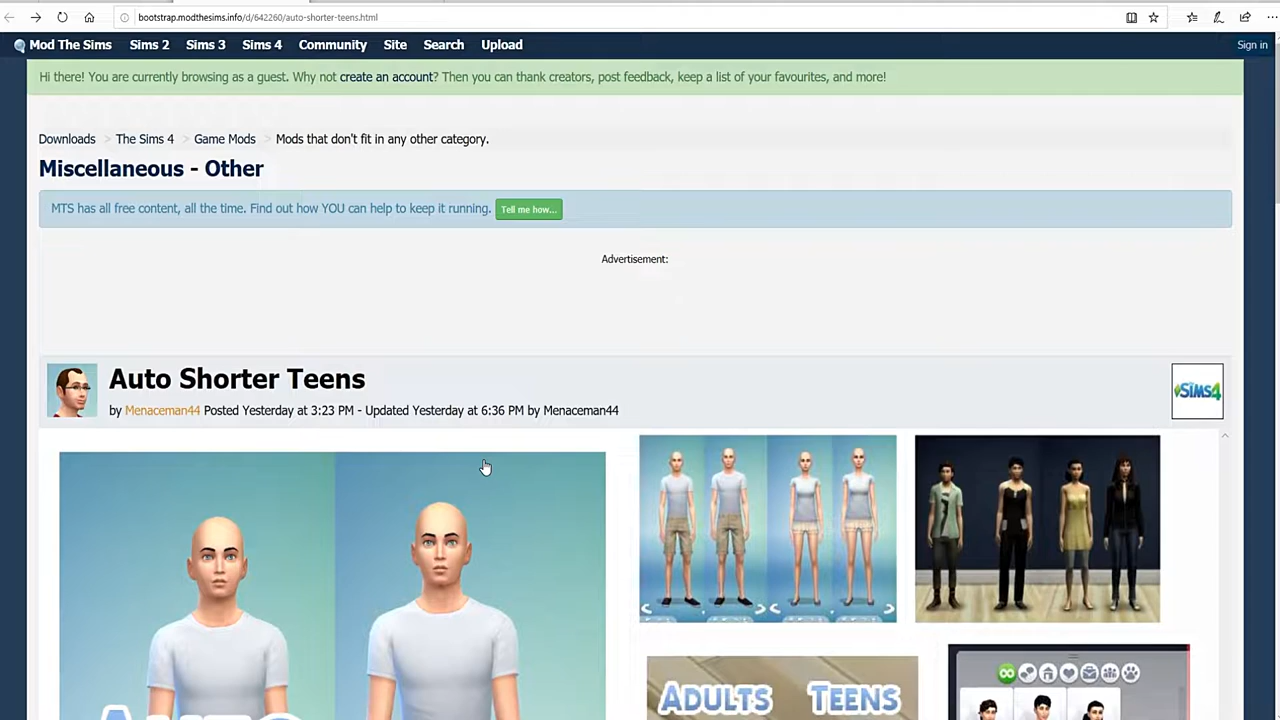 bootstrap.modthesims.info/d/642260/auto-shorter-teens.html
Mod The Sims Sims 2 Sims 3 Sims 4 Community Site Search Upload Sign in
Hi there! You are currently browsing as a guest. Why not create an account? Then you can thank creators, post feedback, keep a list of your favourites, and more!
Downloads > The Sims 4 > Game Mods > Mods that don't fit in any other category.
Miscellaneous - Other
MTS has all free content, all the time. Find out how YOU can help to keep it running. Tell me how...
Advertisement:
Auto Shorter Teens
by Menaceman44 Posted Yesterday at 3:23 PM - Updated Yesterday at 6:36 PM by Menaceman44
SIMS4
ADULTS TEENS